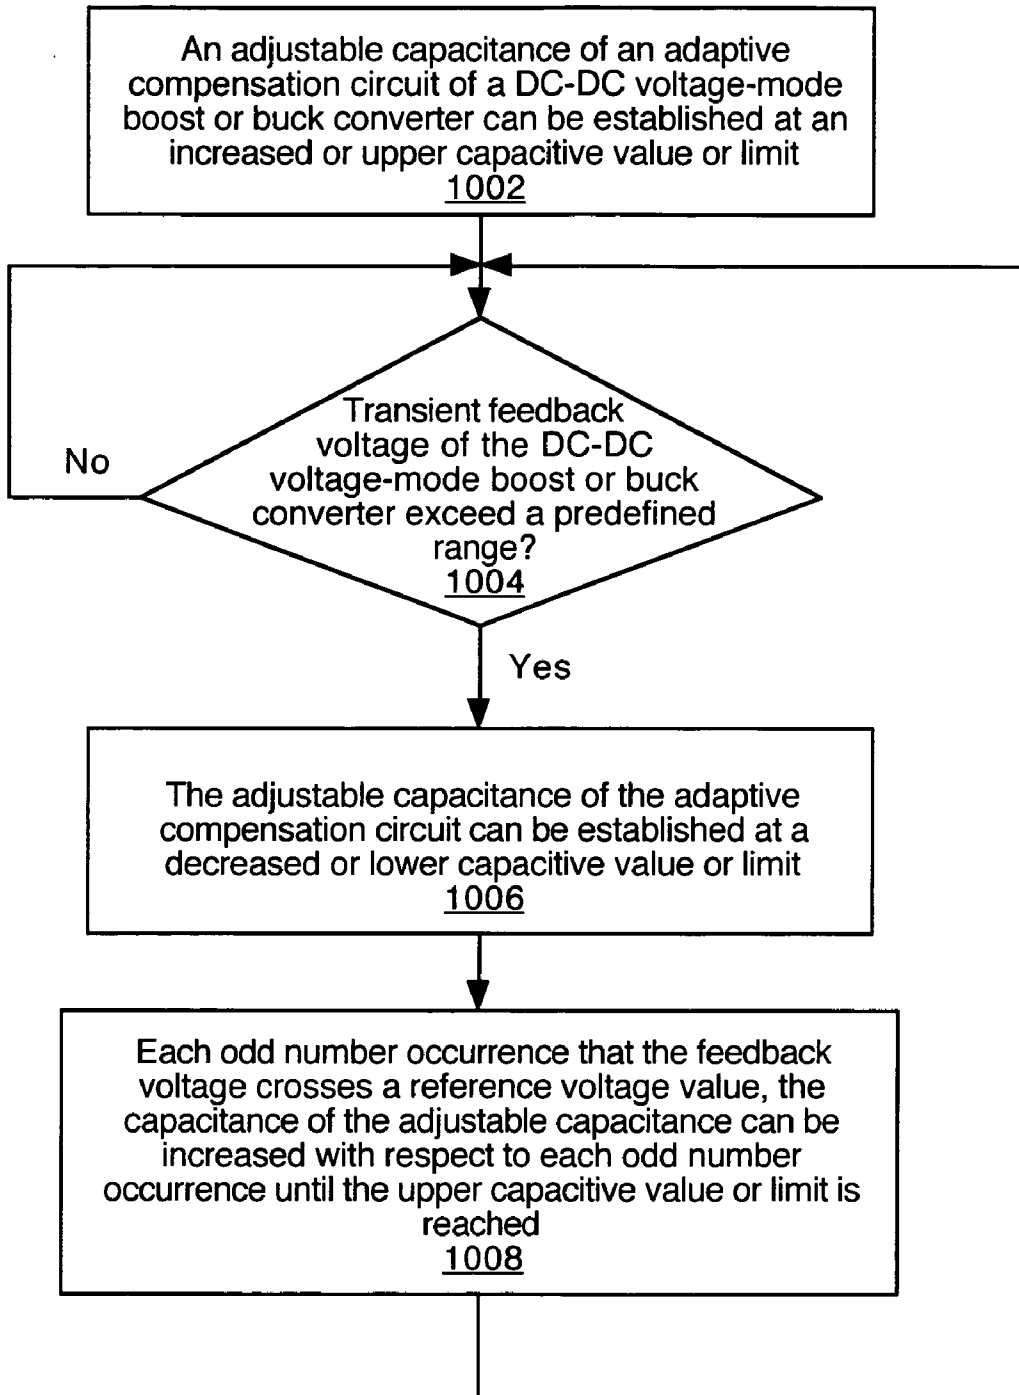 An adjustable capacitance of an adaptive
compensation circuit of a DC-DC voltage-mode
boost or buck converter can be established at an
increased or upper capacitive value or limit
1002
Transient feedback
voltage of the DC-DC
voltage-mode boost or buck
converter exceed a predefined
range?
1004
No
Yes
The adjustable capacitance of the adaptive
compensation circuit can be established at a
decreased or lower capacitive value or limit
1006
Each odd number occurrence that the feedback
voltage crosses a reference voltage value, the
capacitance of the adjustable capacitance can be
increased with respect to each odd number
occurrence until the upper capacitive value or limit is
reached
1008